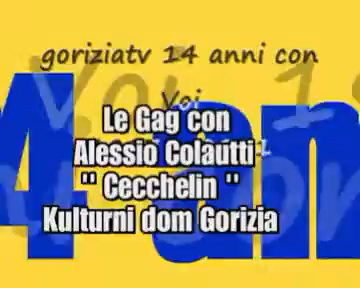 goriziatv 14 anni con
Voi
Le Gag con
Alessio Colautti
" Cecchelin "
Kulturni dom Gorizia